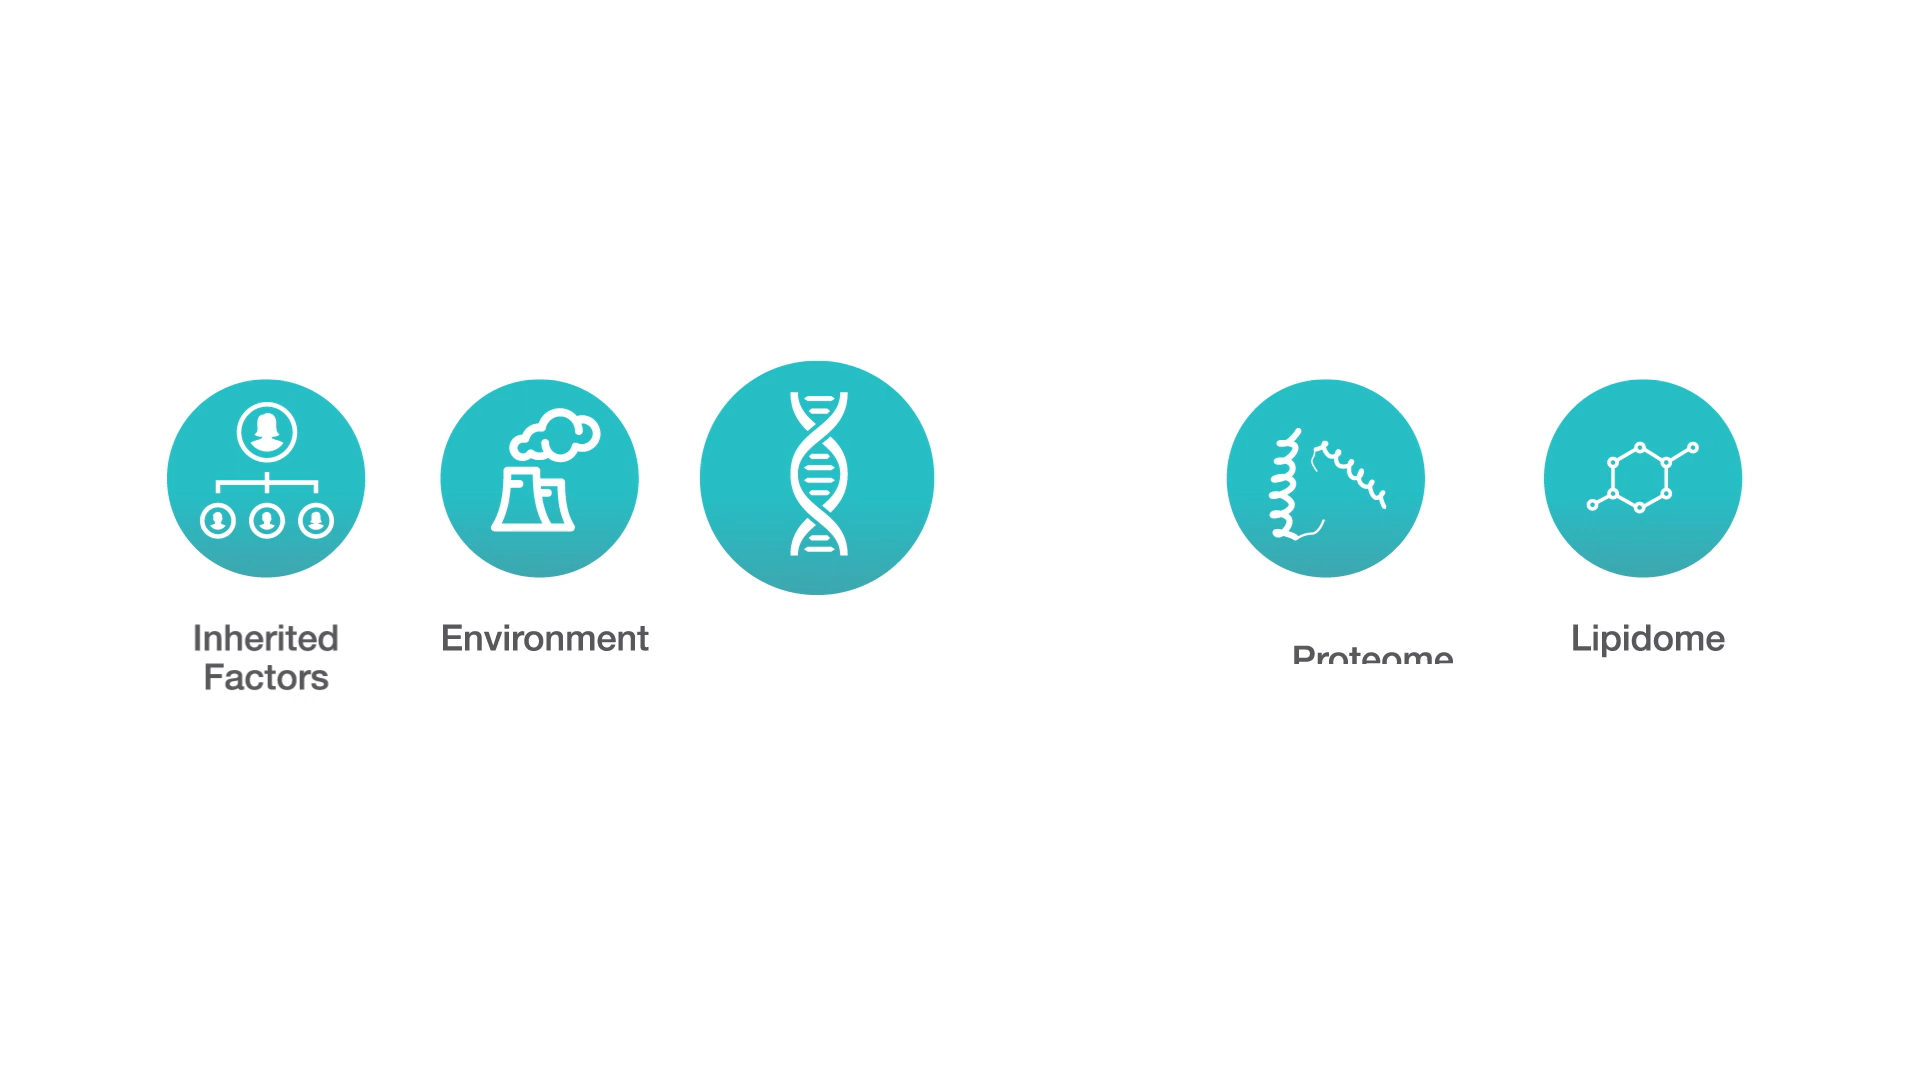 Inherited
Factors
Environment
Proteome
Lipidome